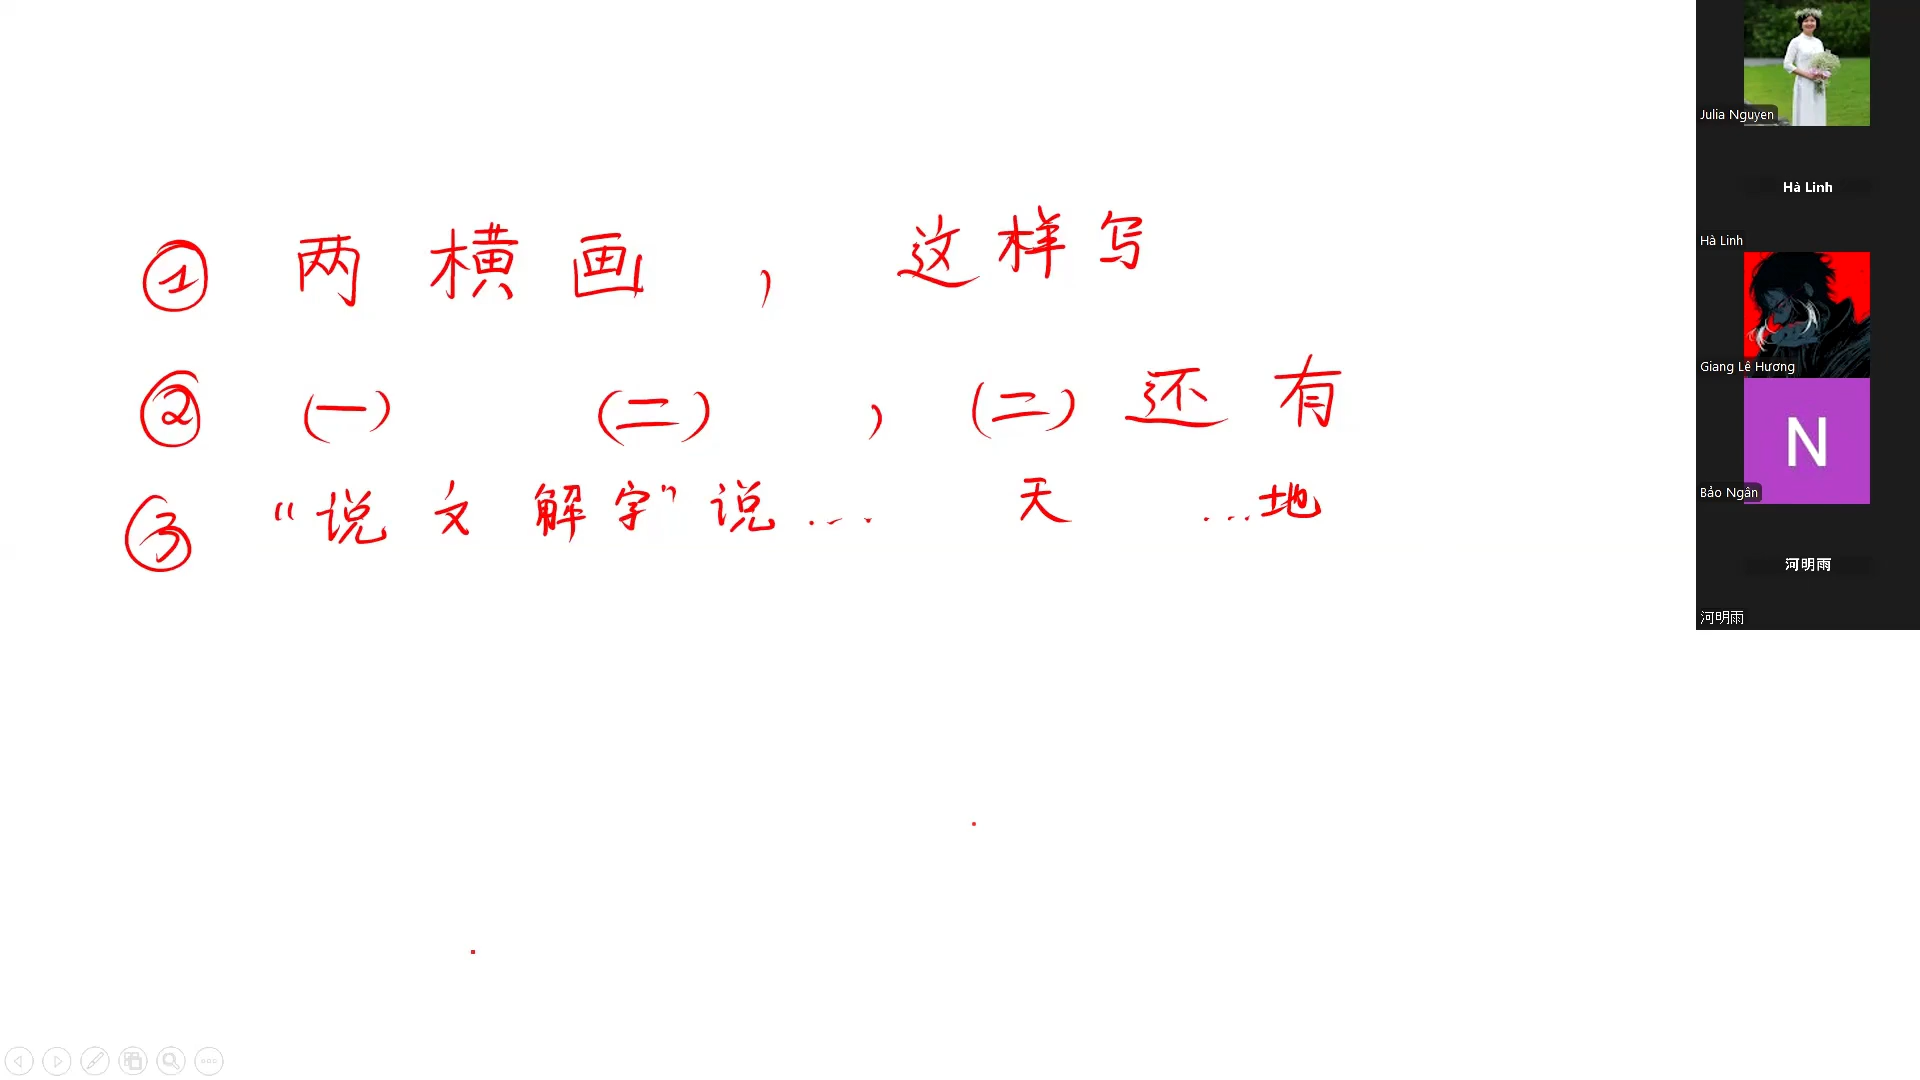 ① 两横画，这样写
② (一) (二)，(二)还有
③ “说文解字”说... 天 ...地
Julia Nguyen
Hà Linh
Hà Linh
Giang Lê Hương
N
Bảo Ngân
河明雨
河明雨